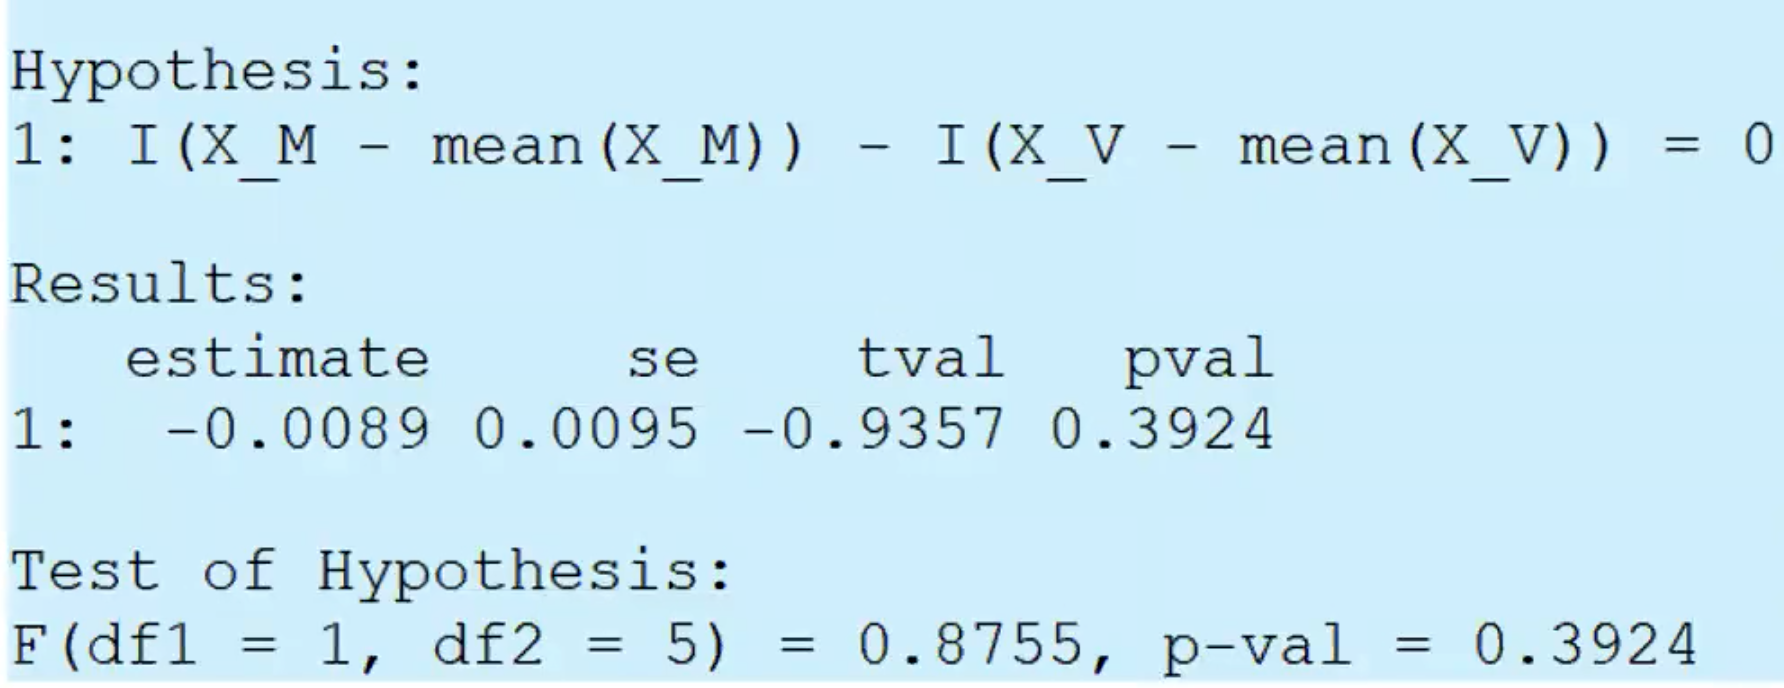 Hypothesis:
1: I(X_M - mean(X_M)) - I(X_V - mean(X_V)) = 0
Results:
estimate se tval pval
1: -0.0089 0.0095 -0.9357 0.3924
Test of Hypothesis:
F(df1 = 1, df2 = 5) = 0.8755, p-val = 0.3924